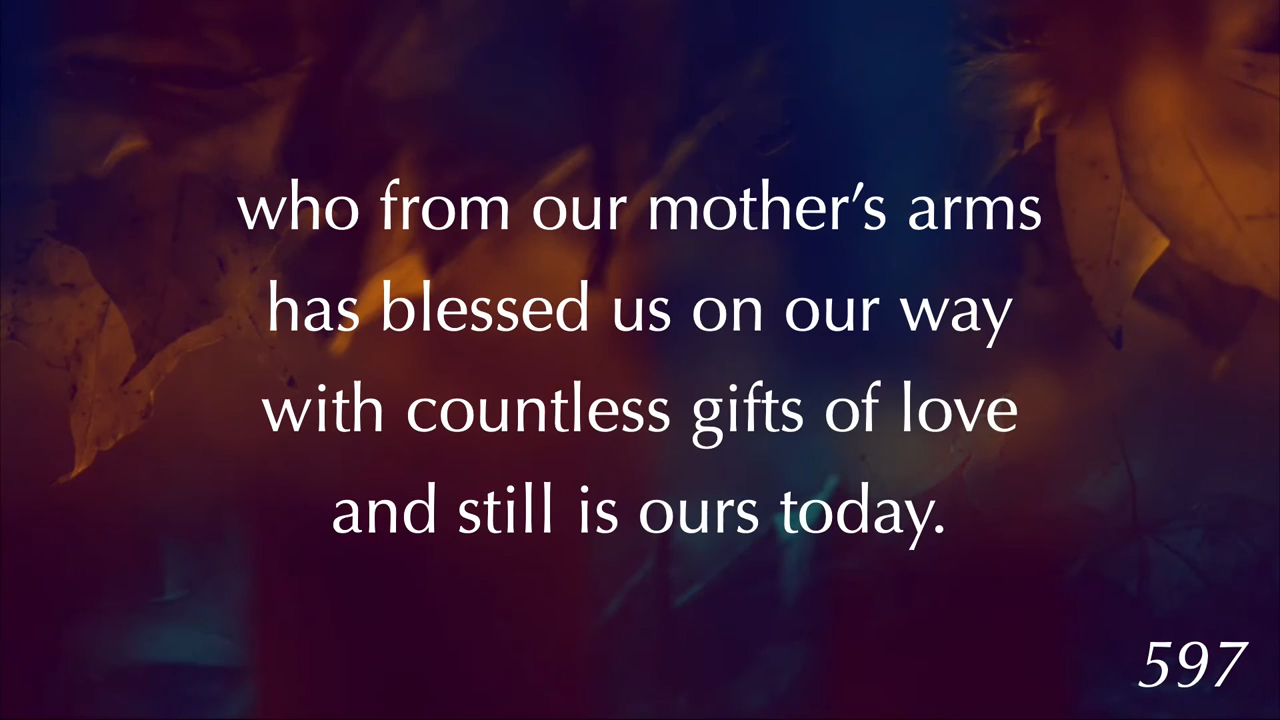 who from our mother’s arms
has blessed us on our way
with countless gifts of love
and still is ours today.
597